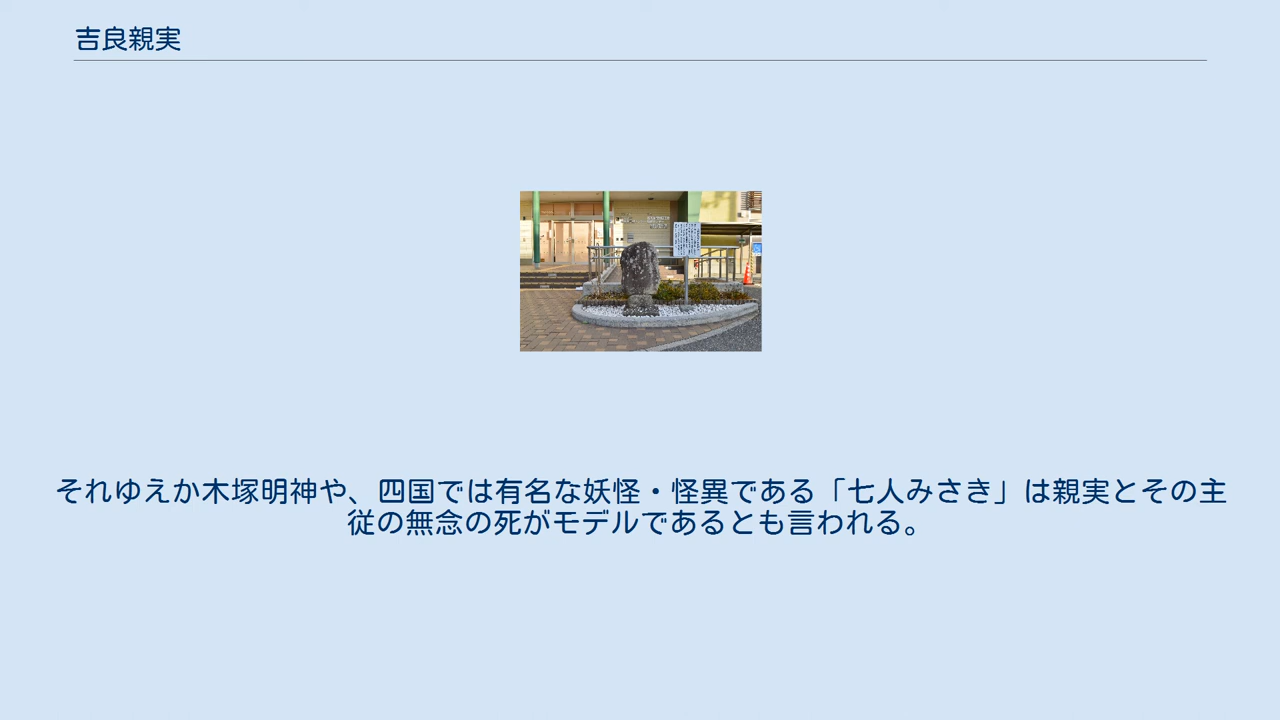 吉良親実
それゆえか木塚明神や、四国では有名な妖怪・怪異である「七人みさき」は親実とその主
従の無念の死がモデルであるとも言われる。